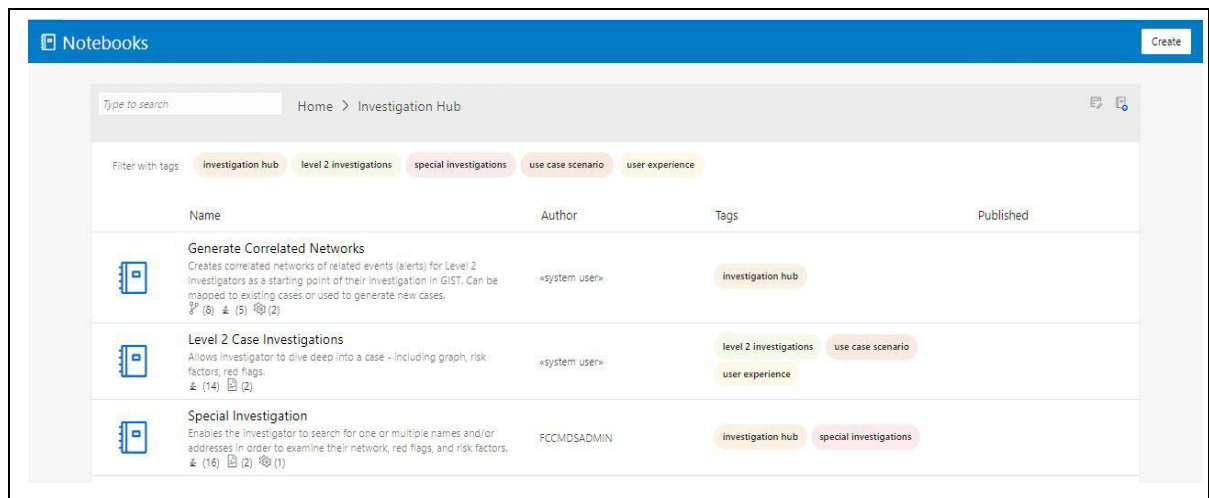 Notebooks
Create
Type to search
Home > Investigation Hub
Filter with tags investigation hub level 2 investigations special investigations use case scenario user experience
Name Author Tags Published
Generate Correlated Networks
Creates correlated networks of related events (alerts) for Level 2
investigators as a starting point of their investigation in GIST. Can be
mapped to existing cases or used to generate new cases.
(8) (5) (2)
«system user»
investigation hub
Level 2 Case Investigations
Allows investigator to dive deep into a case - including graph, risk
factors, red flags.
(14) (2)
«system user»
level 2 investigations use case scenario
user experience
Special Investigation
Enables the investigator to search for one or multiple names and/or
addresses in order to examine their network, red flags, and risk factors.
(16) (2) (1)
FCCMDSADMIN
investigation hub special investigations